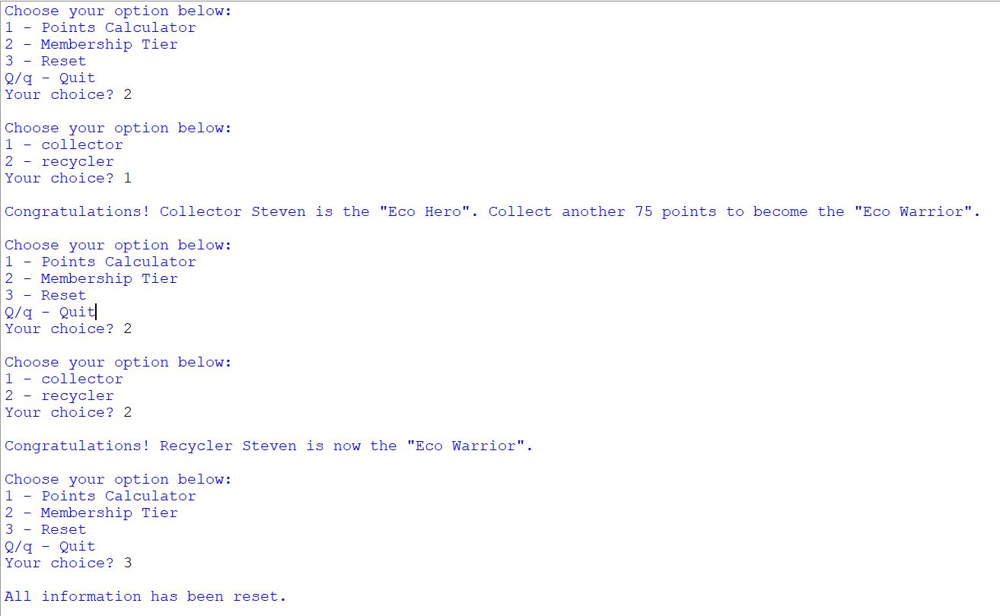 Choose your option below:
1 - Points Calculator
2 - Membership Tier
3 - Reset
Q/q - Quit
Your choice? 2
Choose your option below:
1 - collector
2 - recycler
Your choice? 1
Congratulations! Collector Steven is the "Eco Hero". Collect another 75 points to become the "Eco Warrior".
Choose your option below:
1 - Points Calculator
2 - Membership Tier
3 - Reset
Q/q - Quit
Your choice? 2
Choose your option below:
1 - collector
2 - recycler
Your choice? 2
Congratulations! Recycler Steven is now the "Eco Warrior".
Choose your option below:
1 - Points Calculator
2 - Membership Tier
3 - Reset
Q/q - Quit
Your choice? 3
All information has been reset.